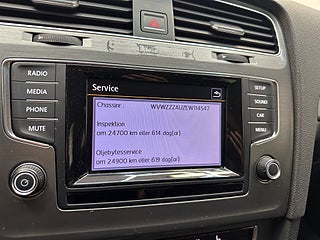 Service
Chassinr. WVWZZZAUZEW114547
Inspektion
om 24700 km eller 614 dag(ar)
Oljebytesservice
om 24900 km eller 619 dag(ar)
RADIO
MEDIA
PHONE
MUTE
SETUP
SOUND
CAR
MENU